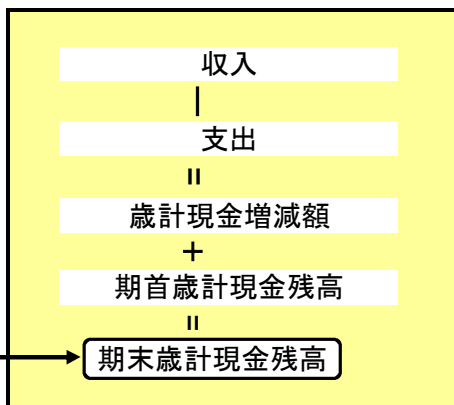 収入
｜
支出
＝
歳計現金増減額
＋
期首歳計現金残高
＝
期末歳計現金残高